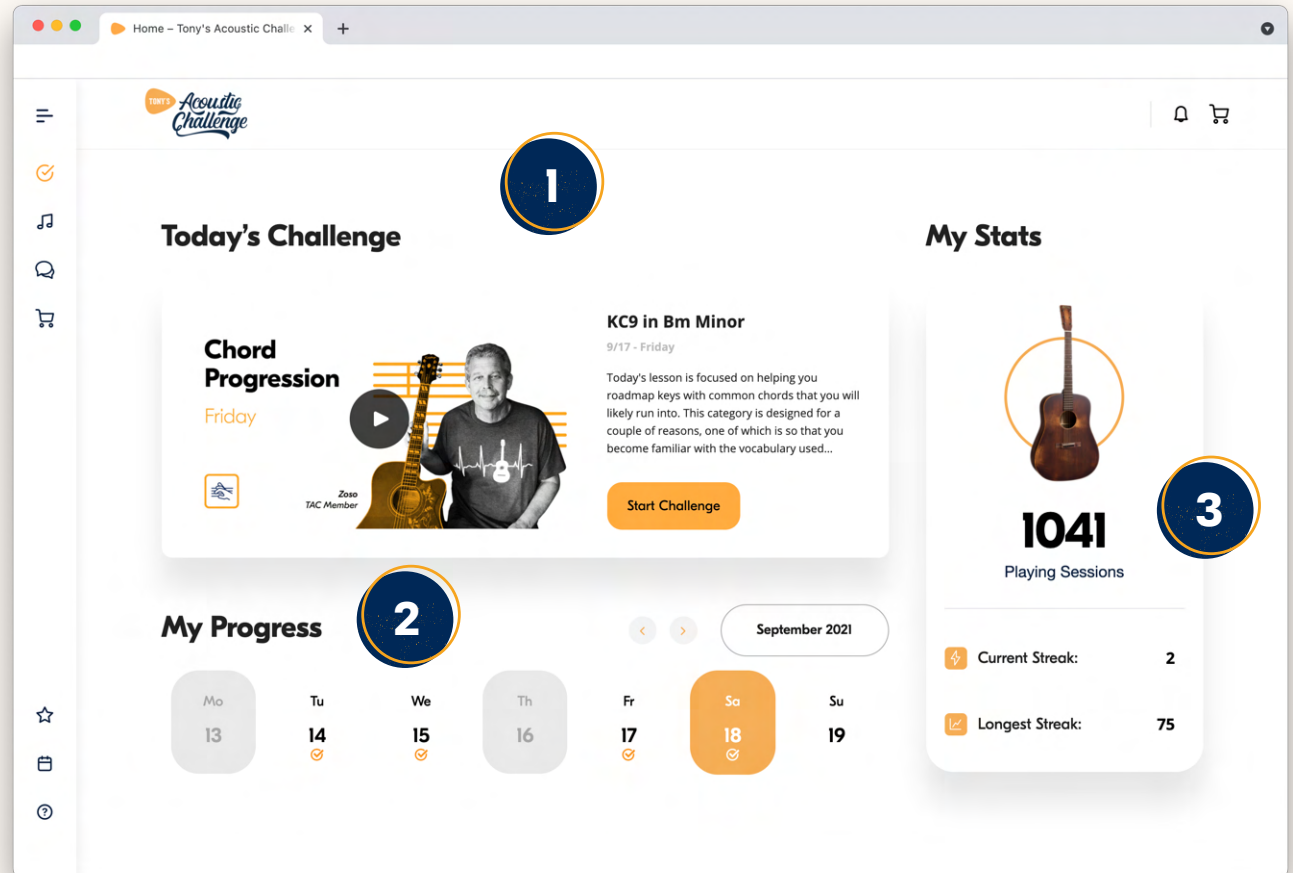 Home – Tony's Acoustic Challe
TONY'S
Acoustic
Challenge
1
Today's Challenge
Chord
Progression
Friday
Zoso
TAC Member
KC9 in Bm Minor
9/17 - Friday
Today's lesson is focused on helping you
roadmap keys with common chords that you will
likely run into. This category is designed for a
couple of reasons, one of which is so that you
become familiar with the vocabulary used...
Start Challenge
My Stats
1041
Playing Sessions
3
Current Streak: 2
Longest Streak: 75
My Progress
2
September 2021
Mo Tu We Th Fr Sa Su
13 14 15 16 17 18 19